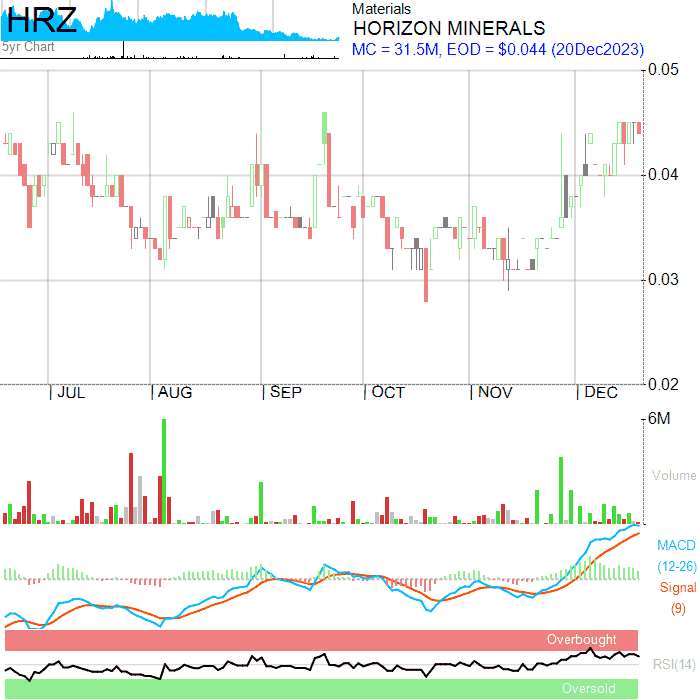 HRZ
5yr Chart
Materials
HORIZON MINERALS
MC = 31.5M, EOD = $0.044 (20Dec2023)
0.05
0.04
0.03
0.02
JUL AUG SEP OCT NOV DEC
6M
Volume
MACD
(12-26)
Signal
(9)
Overbought
RSI(14)
Oversold